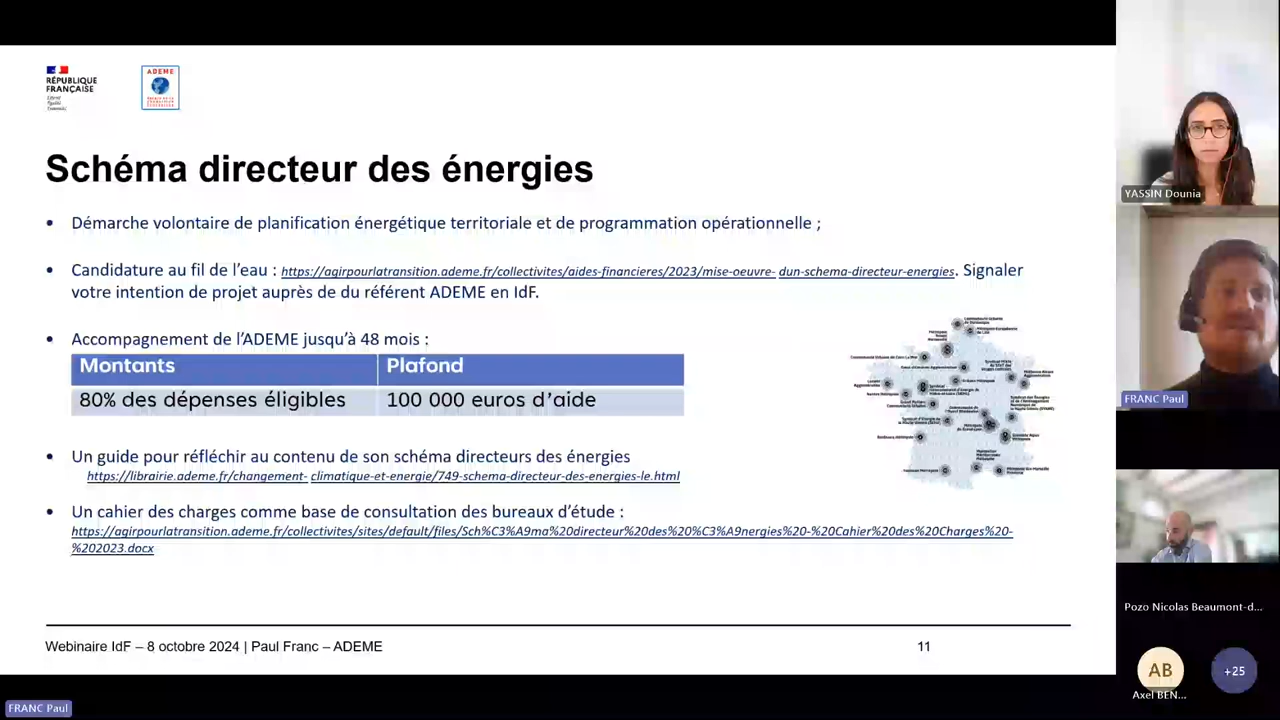 RÉPUBLIQUE
FRANÇAISE
Liberté
Égalité
Fraternité
ADEME
Schéma directeur des énergies
• Démarche volontaire de planification énergétique territoriale et de programmation opérationnelle ;
• Candidature au fil de l'eau : https://agirpourlatransition.ademe.fr/collectivites/aides-financieres/2023/mise-oeuvre- dun-schema-directeur-energies. Signaler
votre intention de projet auprès de du référent ADEME en IdF.
• Accompagnement de l'ADEME jusqu'à 48 mois :
Montants Plafond
80% des dépenses éligibles 100 000 euros d'aide
• Un guide pour réfléchir au contenu de son schéma directeurs des énergies
https://librairie.ademe.fr/changement- climatique-et-energie/749-schema-directeur-des-energies-le.html
• Un cahier des charges comme base de consultation des bureaux d'étude :
https://agirpourlatransition.ademe.fr/collectivites/sites/default/files/Sch%C3%A9ma%20directeur%20des%20%C3%A9nergies%20-%20Cahier%20des%20Charges%20-
%202023.docx
Webinaire IdF – 8 octobre 2024 | Paul Franc – ADEME
11
YASSIN Dounia
FRANC Paul
Pozo Nicolas Beaumont-d...
AB
+25
Axel BEN...
FRANC Paul